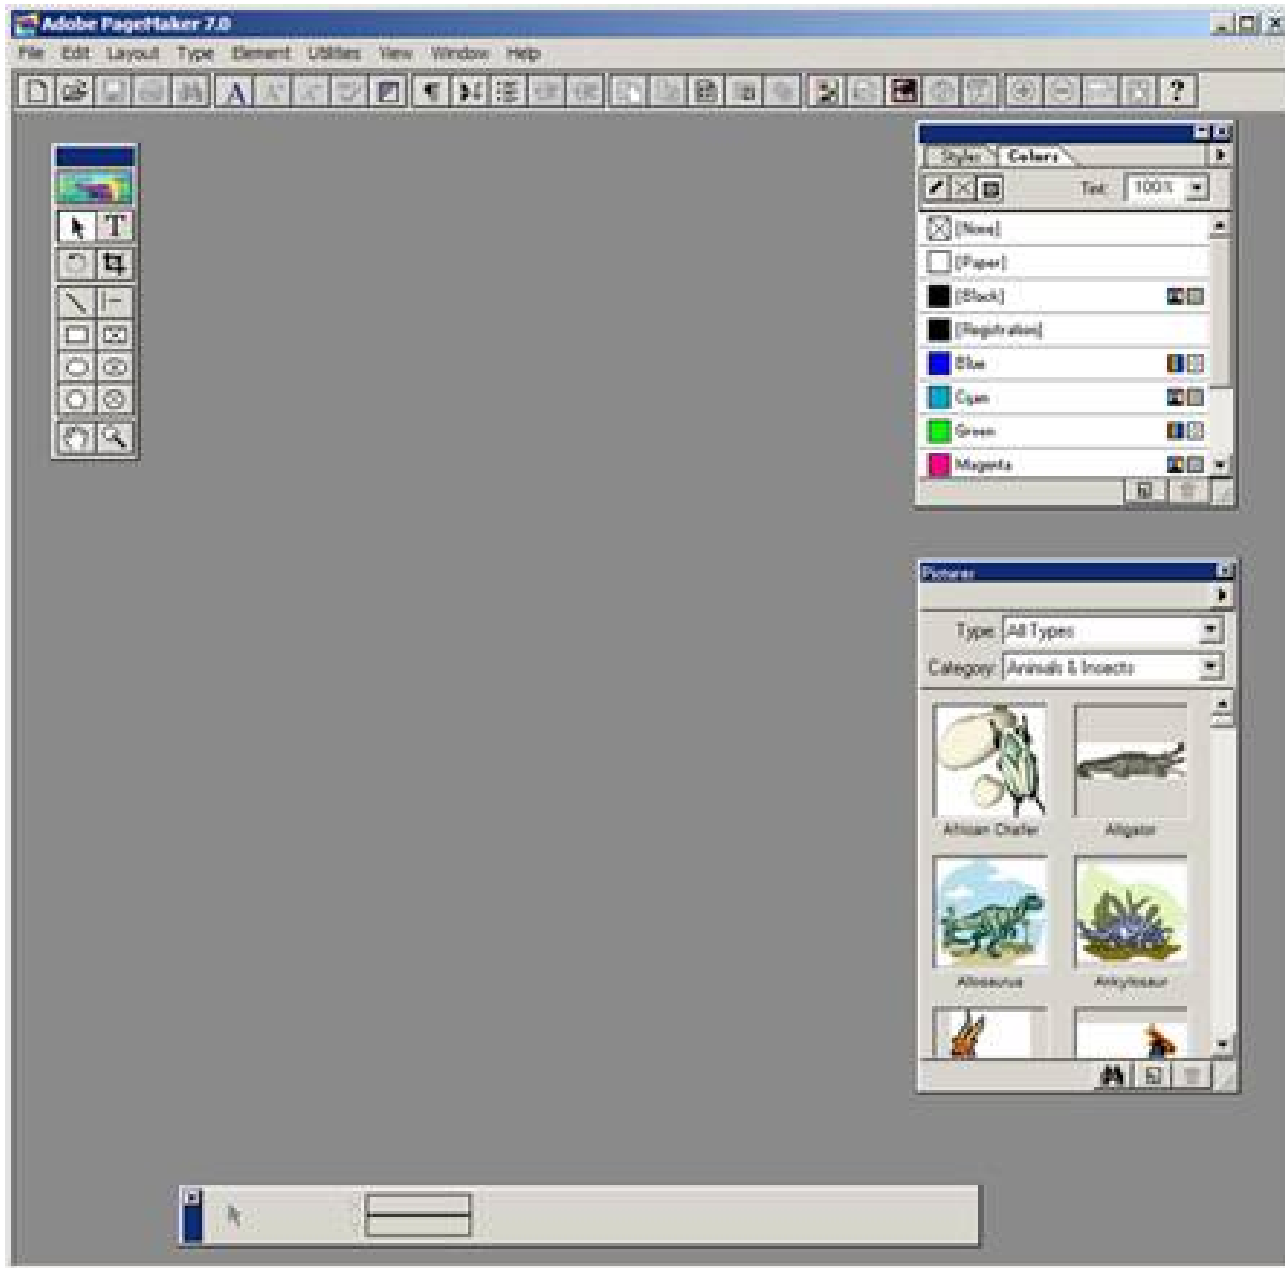 Adobe PageMaker 7.0
File Edit Layout Type Element Utilities View Window Help
T
Styles Colors
Tint: 100%
[None]
[Paper]
[Black]
[Registration]
Blue
Cyan
Green
Magenta
Pictures
Type: All Types
Category: Animals & Insects
African Chafer Alligator
Allosaurus Ankylosaur